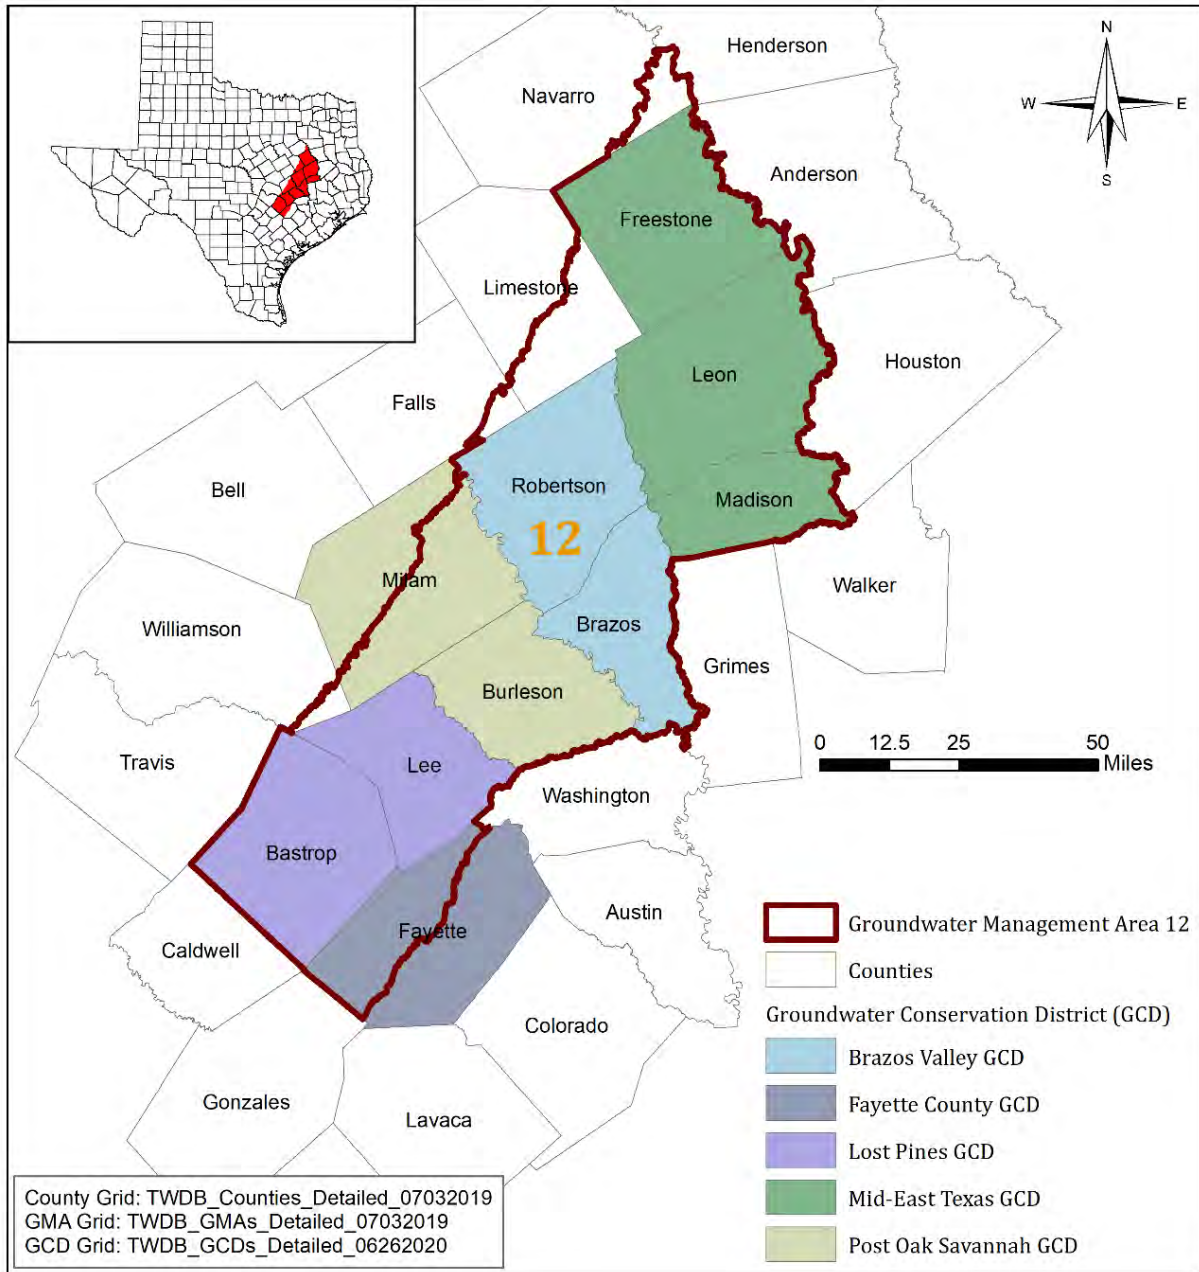 Henderson
Navarro
N
W
E
S
Anderson
Freestone
Limestone
Houston
Leon
Falls
Bell
Robertson
Madison
12
Milam
Walker
Williamson
Brazos
Grimes
Burleson
Travis
Lee
0 12.5 25 50
Miles
Washington
Bastrop
Austin
Fayette
Caldwell
Colorado
Gonzales
Lavaca
Groundwater Management Area 12
Counties
Groundwater Conservation District (GCD)
Brazos Valley GCD
Fayette County GCD
Lost Pines GCD
Mid-East Texas GCD
Post Oak Savannah GCD
County Grid: TWDB_Counties_Detailed_07032019
GMA Grid: TWDB_GMAs_Detailed_07032019
GCD Grid: TWDB_GCDs_Detailed_06262020